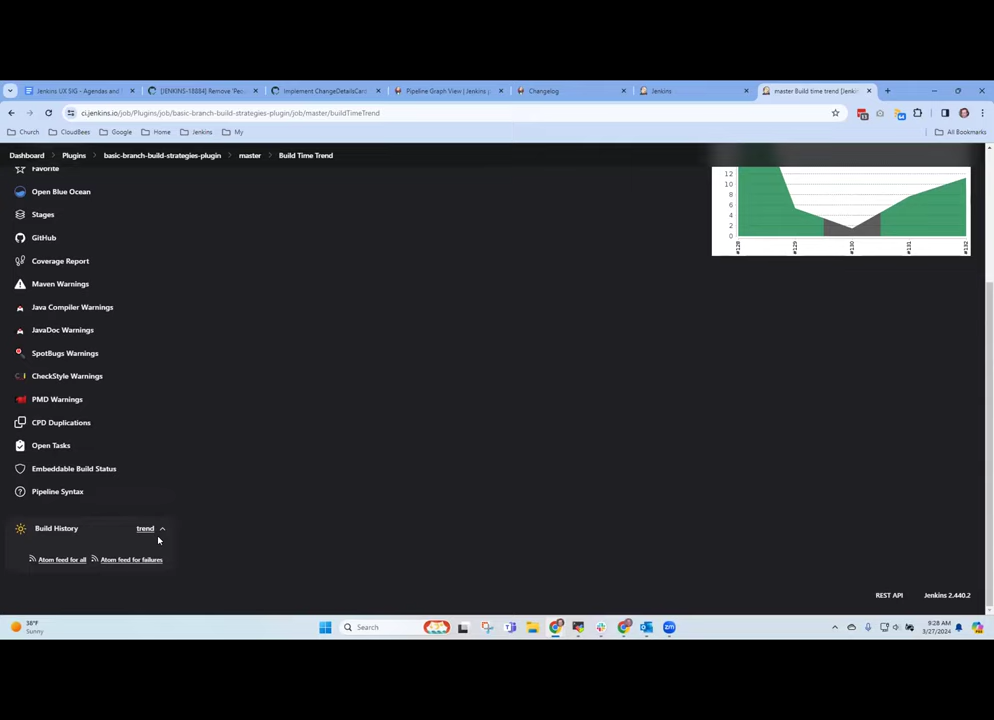 Jenkins UX SIG - Agendas and
[JENKINS-18884] Remove 'Peo
Implement ChangeDetailsCar
Pipeline Graph View | Jenkins p
Changelog
Jenkins
master Build time trend [Jenkin
ci.jenkins.io/job/Plugins/job/basic-branch-build-strategies-plugin/job/master/buildTimeTrend
Church
CloudBees
Google
Home
Jenkins
My
All Bookmarks
Dashboard
Plugins
basic-branch-build-strategies-plugin
master
Build Time Trend
Favorite
Open Blue Ocean
Stages
GitHub
Coverage Report
Maven Warnings
Java Compiler Warnings
JavaDoc Warnings
SpotBugs Warnings
CheckStyle Warnings
PMD Warnings
CPD Duplications
Open Tasks
Embeddable Build Status
Pipeline Syntax
Build History
trend
Atom feed for all
Atom feed for failures
12
10
8
6
4
2
0
#128
#129
#130
#131
#132
REST API
Jenkins 2.440.2
38°F
Sunny
Search
9:28 AM
3/27/2024